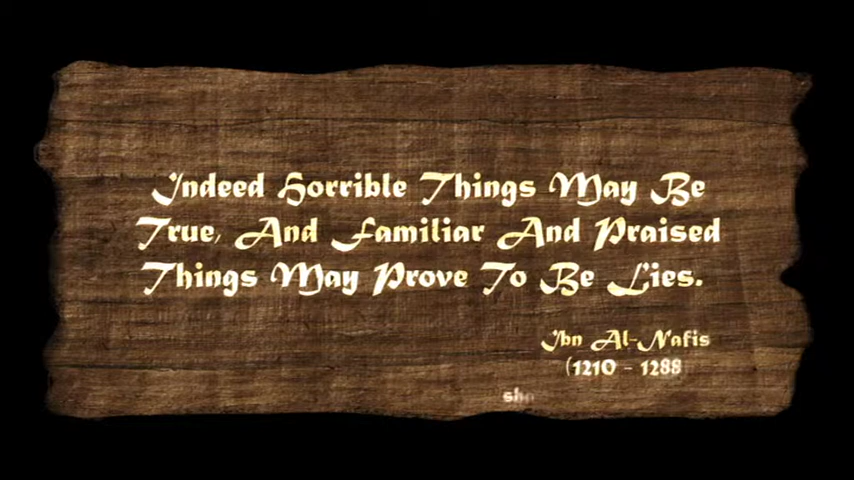 Indeed Horrible Things May Be
True, And Familiar And Praised
Things May Prove To Be Lies.
Ibn Al-Nafis
(1210 - 1288